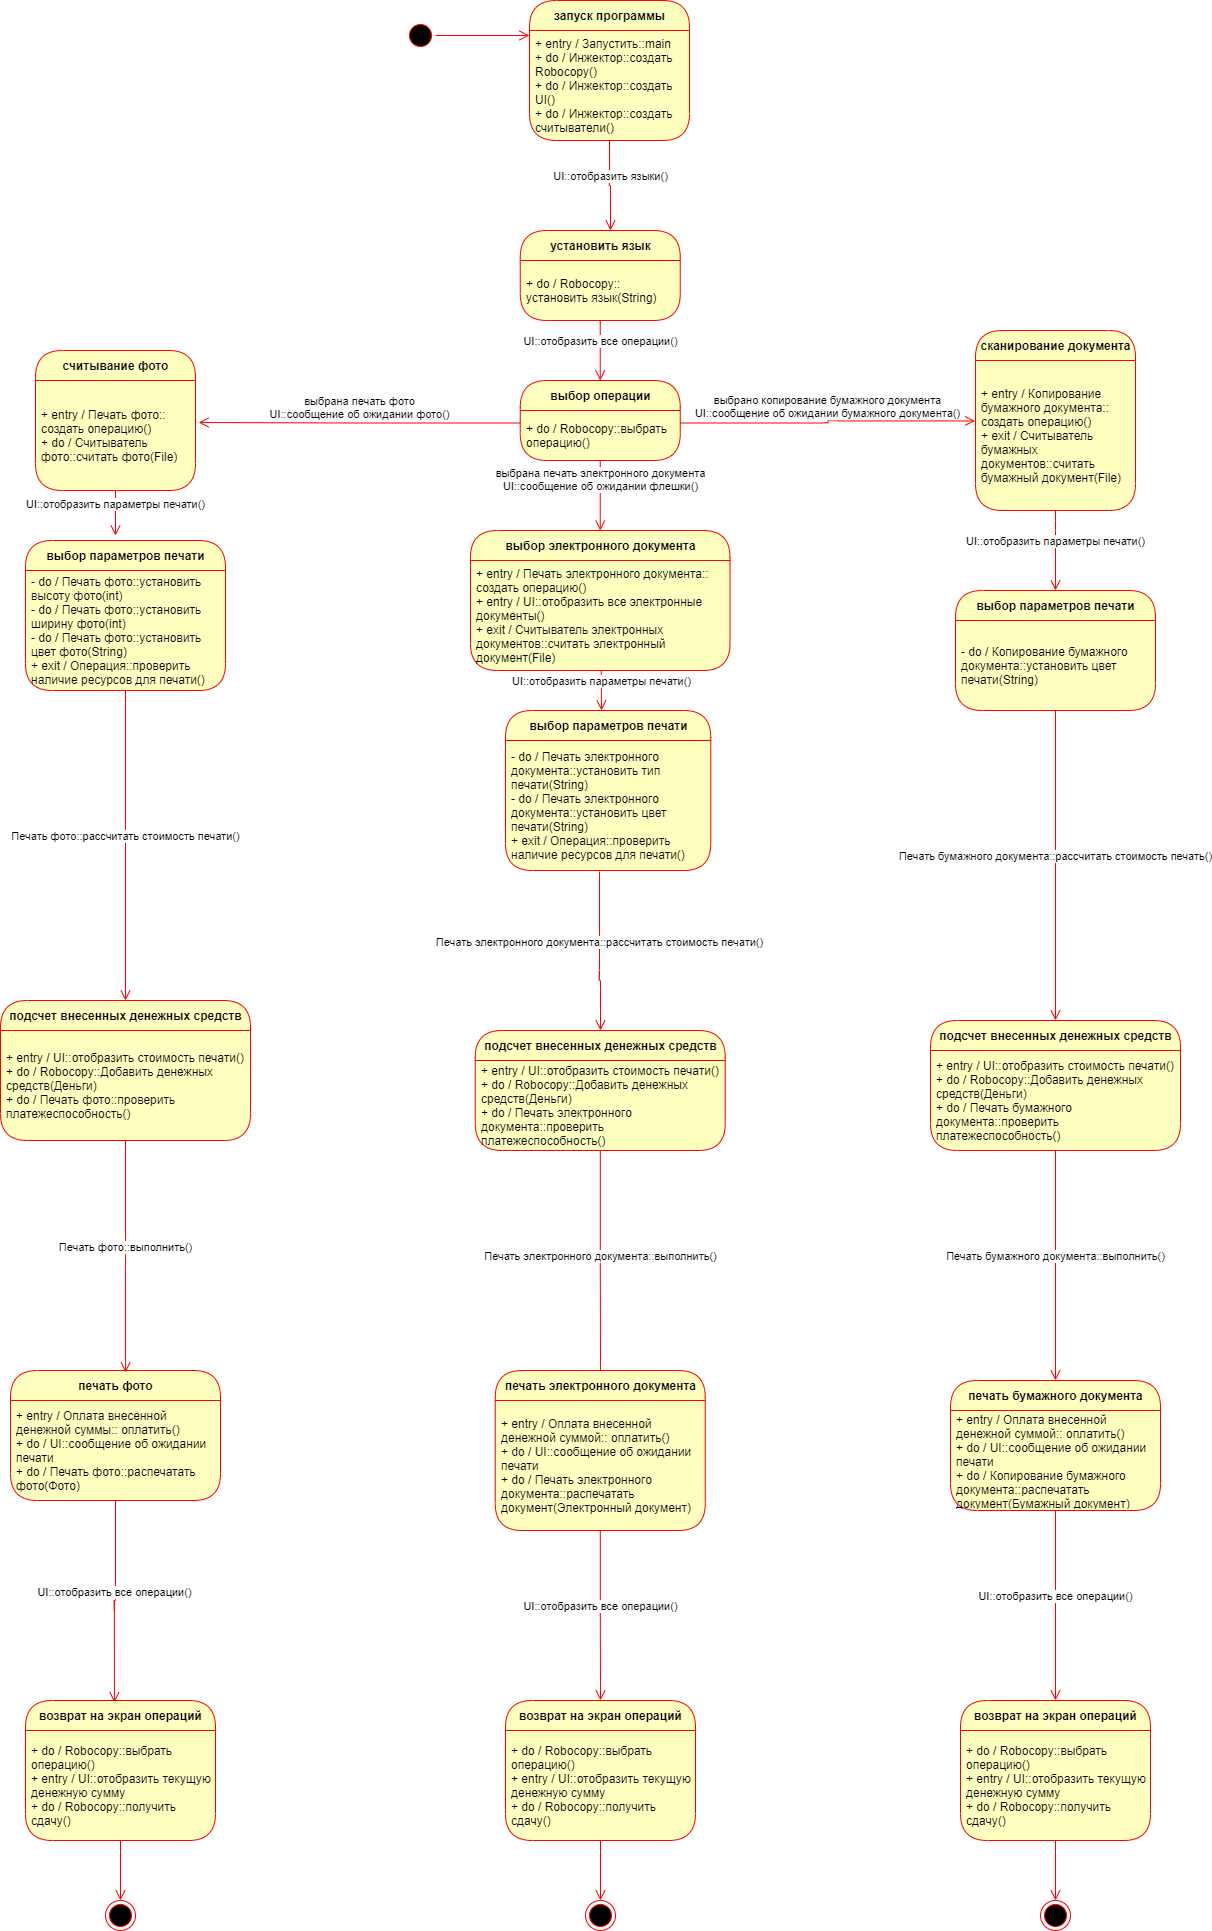 запуск программы
+ entry / Запустить::main
+ do / Инжектор::создать
Robocopy()
+ do / Инжектор::создать
UI()
+ do / Инжектор::создать
считыватели()
UI::отобразить языки()
установить язык
+ do / Robocopy::
установить язык(String)
UI::отобразить все операции()
выбор операции
+ do / Robocopy::выбрать
операцию()
выбрана печать фото
UI::сообщение об ожидании фото()
выбрано копирование бумажного документа
UI::сообщение об ожидании бумажного документа()
выбрана печать электронного документа
UI::сообщение об ожидании флешки()
считывание фото
+ entry / Печать фото::
создать операцию()
+ do / Считыватель
фото::считать фото(File)
UI::отобразить параметры печати()
выбор параметров печати
- do / Печать фото::установить
высоту фото(int)
- do / Печать фото::установить
ширину фото(int)
- do / Печать фото::установить
цвет фото(String)
+ exit / Операция::проверить
наличие ресурсов для печати()
Печать фото::рассчитать стоимость печати()
подсчет внесенных денежных средств
+ entry / UI::отобразить стоимость печати()
+ do / Robocopy::Добавить денежных
средств(Деньги)
+ do / Печать фото::проверить
платежеспособность()
Печать фото::выполнить()
печать фото
+ entry / Оплата внесенной
денежной суммы:: оплатить()
+ do / UI::сообщение об ожидании
печати
+ do / Печать фото::распечатать
фото(Фото)
UI::отобразить все операции()
возврат на экран операций
+ do / Robocopy::выбрать
операцию()
+ entry / UI::отобразить текущую
денежную сумму
+ do / Robocopy::получить
сдачу()
выбор электронного документа
+ entry / Печать электронного документа::
создать операцию()
+ entry / UI::отобразить все электронные
документы()
+ exit / Считыватель электронных
документов::считать электронный
документ(File)
UI::отобразить параметры печати()
выбор параметров печати
- do / Печать электронного
документа::установить тип
печати(String)
- do / Печать электронного
документа::установить цвет
печати(String)
+ exit / Операция::проверить
наличие ресурсов для печати()
Печать электронного документа::рассчитать стоимость печати()
подсчет внесенных денежных средств
+ entry / UI::отобразить стоимость печати()
+ do / Robocopy::Добавить денежных
средств(Деньги)
+ do / Печать электронного
документа::проверить
платежеспособность()
Печать электронного документа::выполнить()
печать электронного документа
+ entry / Оплата внесенной
денежной суммой:: оплатить()
+ do / UI::сообщение об ожидании
печати
+ do / Печать электронного
документа::распечатать
документ(Электронный документ)
UI::отобразить все операции()
возврат на экран операций
+ do / Robocopy::выбрать
операцию()
+ entry / UI::отобразить текущую
денежную сумму
+ do / Robocopy::получить
сдачу()
сканирование документа
+ entry / Копирование
бумажного документа::
создать операцию()
+ exit / Считыватель
бумажных
документов::считать
бумажный документ(File)
UI::отобразить параметры печати()
выбор параметров печати
- do / Копирование бумажного
документа::установить цвет
печати(String)
Печать бумажного документа::рассчитать стоимость печать()
подсчет внесенных денежных средств
+ entry / UI::отобразить стоимость печати()
+ do / Robocopy::Добавить денежных
средств(Деньги)
+ do / Печать бумажного
документа::проверить
платежеспособность()
Печать бумажного документа::выполнить()
печать бумажного документа
+ entry / Оплата внесенной
денежной суммой:: оплатить()
+ do / UI::сообщение об ожидании
печати
+ do / Копирование бумажного
документа::распечатать
документ(Бумажный документ)
UI::отобразить все операции()
возврат на экран операций
+ do / Robocopy::выбрать
операцию()
+ entry / UI::отобразить текущую
денежную сумму
+ do / Robocopy::получить
сдачу()